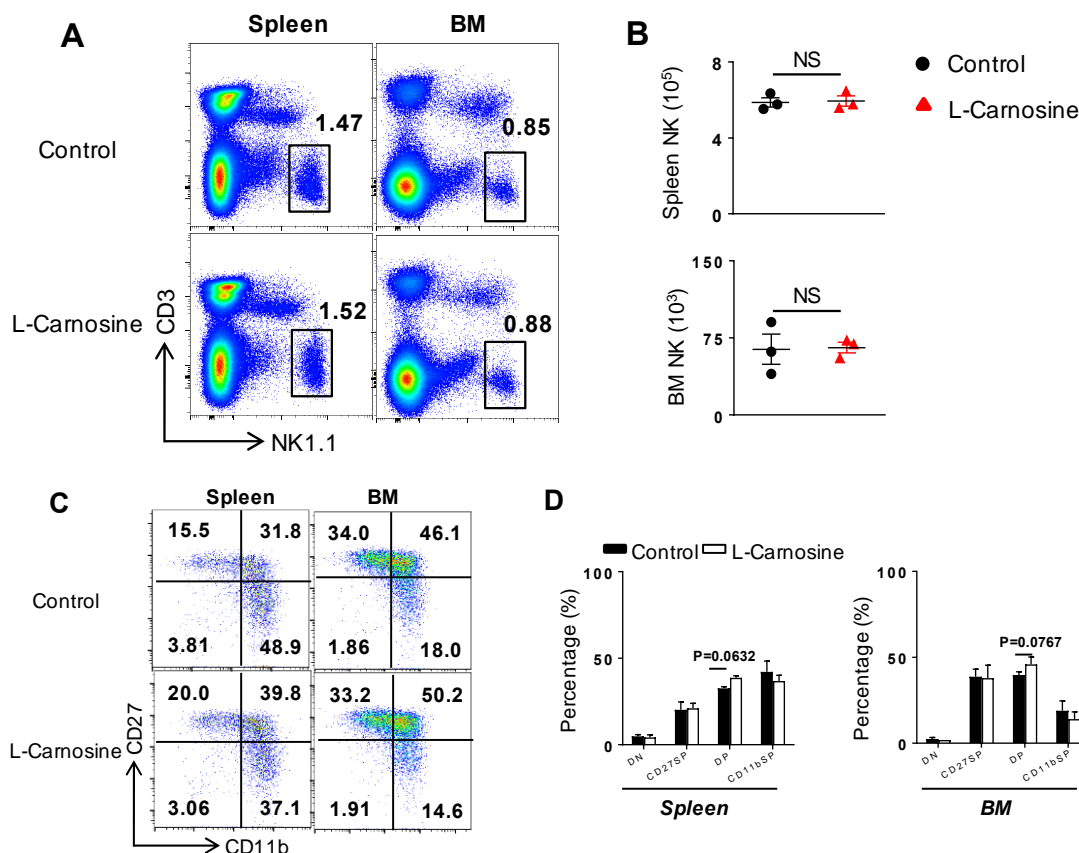 A
Spleen
BM
Control
1.47
0.85
L-Carnosine
1.52
0.88
CD3
NK1.1
B
NS
Spleen NK (10⁵)
8
6
4
2
0
Control
L-Carnosine
NS
BM NK (10³)
150
75
0
C
Spleen
BM
Control
15.5
31.8
34.0
46.1
3.81
48.9
1.86
18.0
L-Carnosine
20.0
39.8
33.2
50.2
3.06
37.1
1.91
14.6
CD27
CD11b
D
Control
L-Carnosine
Percentage (%)
100
50
0
P=0.0632
DN
CD27SP
DP
CD11bSP
Spleen
Percentage (%)
100
50
0
P=0.0767
DN
CD27SP
DP
CD11bSP
BM